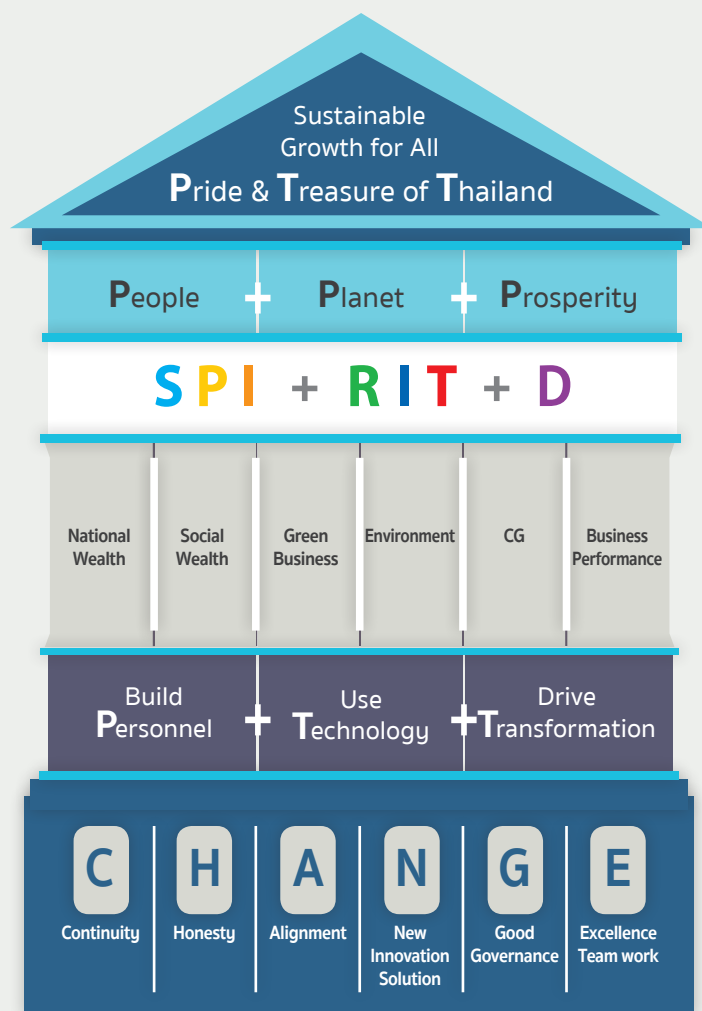 Sustainable
Growth for All
Pride & Treasure of Thailand
People + Planet + Prosperity
SPI + RIT + D
National
Wealth
Social
Wealth
Green
Business
Environment
CG
Business
Performance
Build
Personnel
+
Use
Technology
+
Drive
Transformation
C
Continuity
H
Honesty
A
Alignment
N
New
Innovation
Solution
G
Good
Governance
E
Excellence
Team work